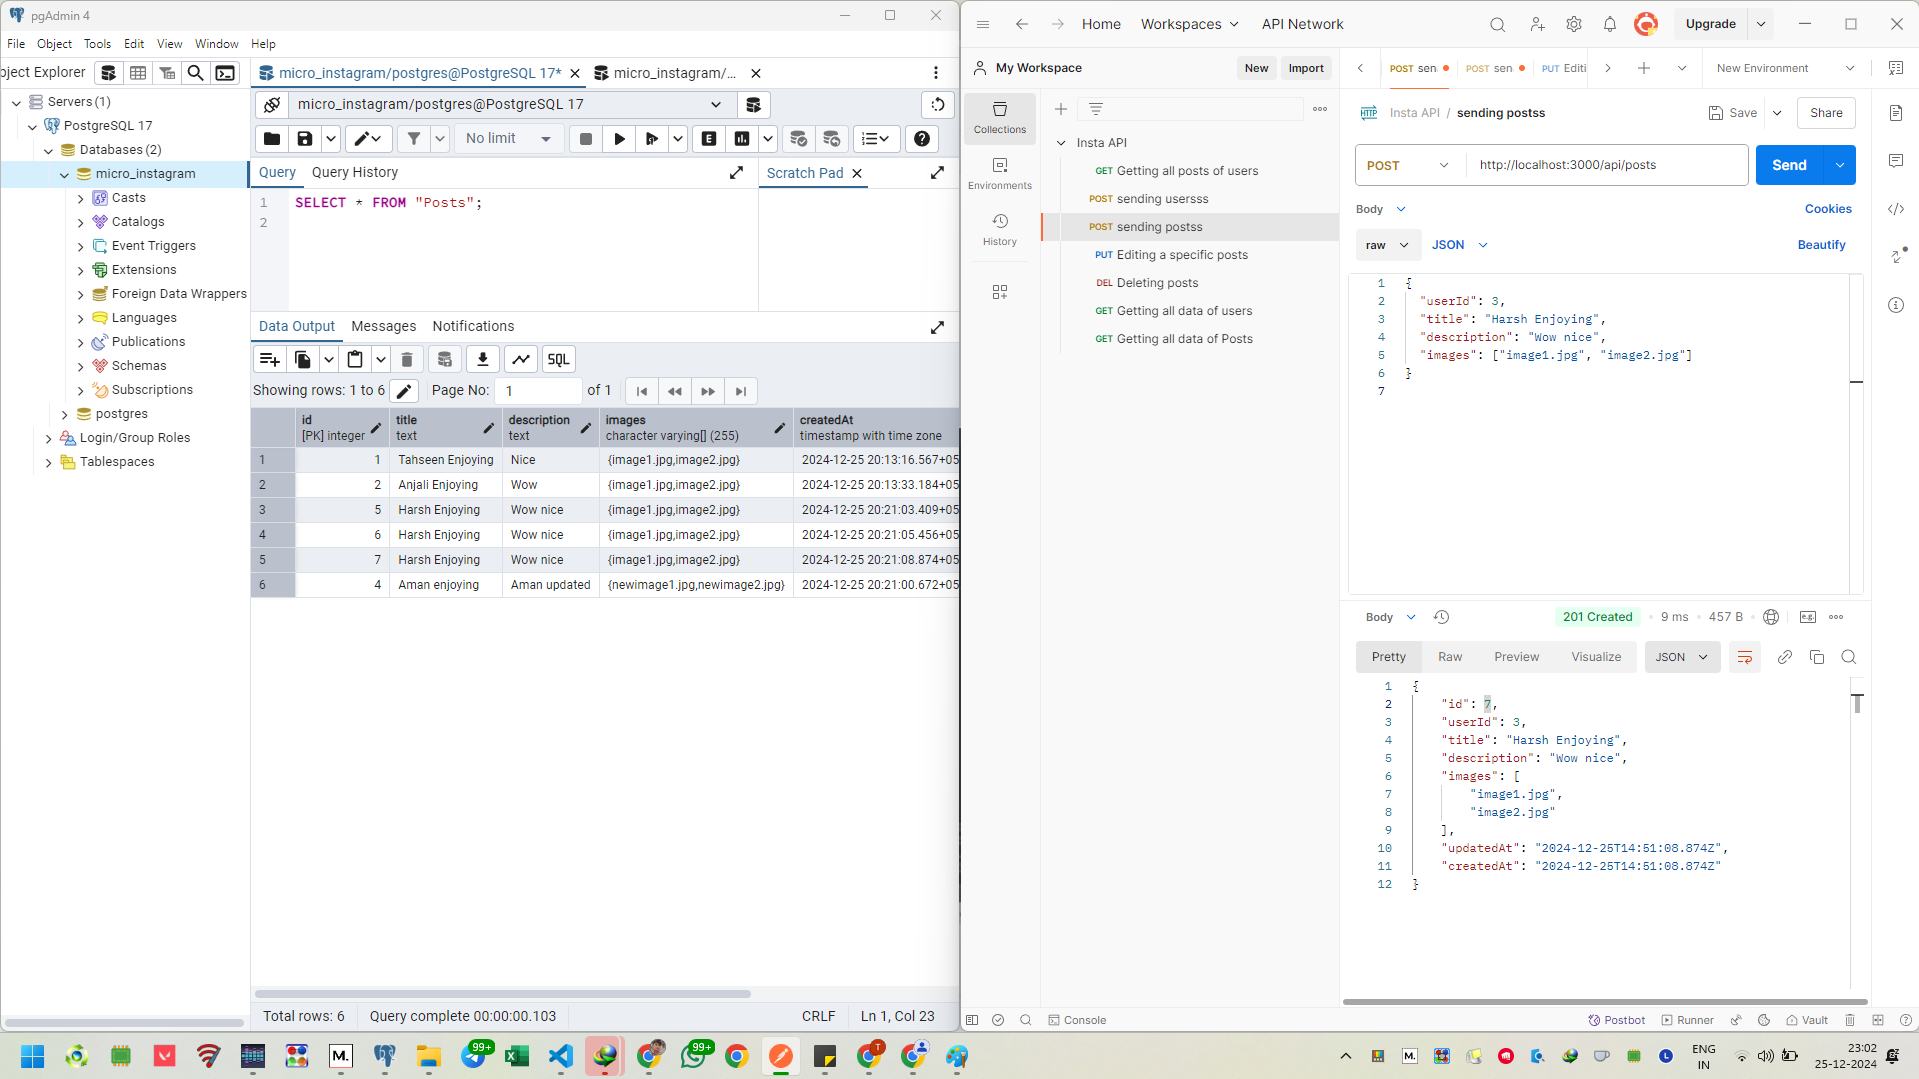 pgAdmin 4
File Object Tools Edit View Window Help
bject Explorer
micro_instagram/postgres@PostgreSQL 17*
micro_instagram/...
Servers (1)
PostgreSQL 17
Databases (2)
micro_instagram
Casts
Catalogs
Event Triggers
Extensions
Foreign Data Wrappers
Languages
Publications
Schemas
Subscriptions
postgres
Login/Group Roles
Tablespaces
micro_instagram/postgres@PostgreSQL 17
No limit
E
Query Query History
Scratch Pad
1 SELECT * FROM "Posts";
2
Data Output Messages Notifications
SQL
Showing rows: 1 to 6 Page No: 1 of 1
id title description images createdAt
[PK] integer text text character varying[] (255) timestamp with time zone
1 1 Tahseen Enjoying Nice {image1.jpg,image2.jpg} 2024-12-25 20:13:16.567+05
2 2 Anjali Enjoying Wow {image1.jpg,image2.jpg} 2024-12-25 20:13:33.184+05
3 5 Harsh Enjoying Wow nice {image1.jpg,image2.jpg} 2024-12-25 20:21:03.409+05
4 6 Harsh Enjoying Wow nice {image1.jpg,image2.jpg} 2024-12-25 20:21:05.456+05
5 7 Harsh Enjoying Wow nice {image1.jpg,image2.jpg} 2024-12-25 20:21:08.874+05
6 4 Aman enjoying Aman updated {newimage1.jpg,newimage2.jpg} 2024-12-25 20:21:00.672+05
Total rows: 6 Query complete 00:00:00.103 CRLF Ln 1, Col 23
Home Workspaces API Network
Upgrade
My Workspace New Import
POST sen POST sen PUT Editi
New Environment
Collections
Environments
History
Insta API
GET Getting all posts of users
POST sending usersss
POST sending postss
PUT Editing a specific posts
DEL Deleting posts
GET Getting all data of users
GET Getting all data of Posts
HTTP Insta API / sending postss
Save Share
POST http://localhost:3000/api/posts Send
Body Cookies
raw JSON Beautify
1 {
2 "userId": 3,
3 "title": "Harsh Enjoying",
4 "description": "Wow nice",
5 "images": ["image1.jpg", "image2.jpg"]
6 }
7
Body 201 Created 9 ms 457 B e.g.
Pretty Raw Preview Visualize JSON
1 {
2 "id": 7,
3 "userId": 3,
4 "title": "Harsh Enjoying",
5 "description": "Wow nice",
6 "images": [
7 "image1.jpg",
8 "image2.jpg"
9 ],
10 "updatedAt": "2024-12-25T14:51:08.874Z",
11 "createdAt": "2024-12-25T14:51:08.874Z"
12 }
Console
Postbot Runner Vault
M.
99+
99+
T
M.
L
ENG
IN
23:02
25-12-2024